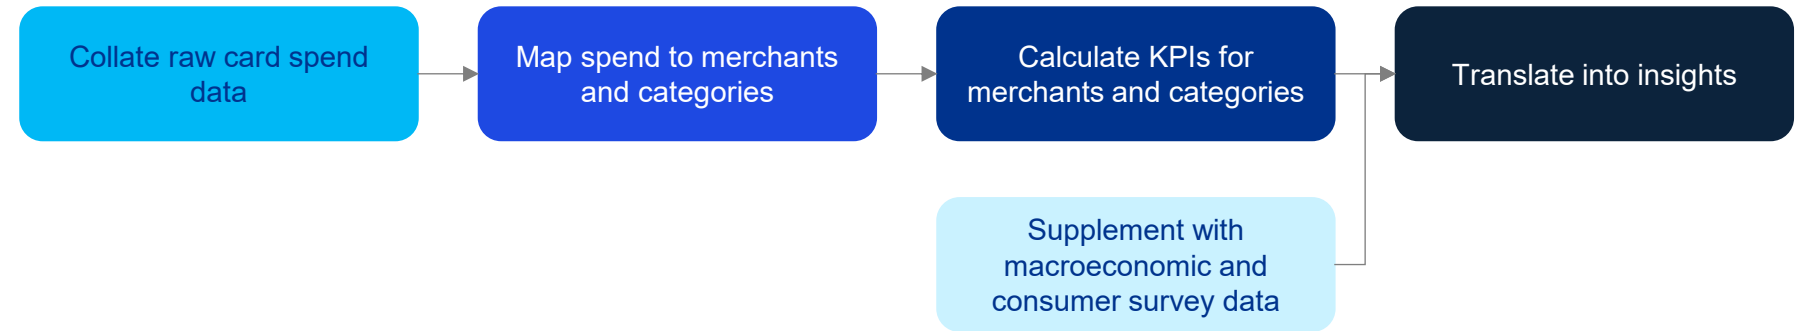 Collate raw card spend
data
Map spend to merchants
and categories
Calculate KPIs for
merchants and categories
Translate into insights
Supplement with
macroeconomic and
consumer survey data